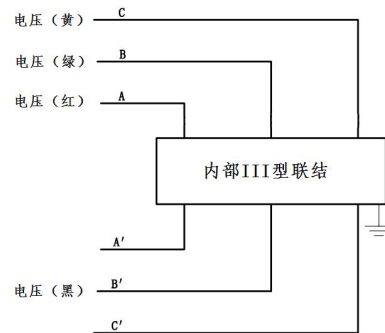 电压（黄） C
电压（绿） B
电压（红） A
内部III型联结
A′
电压（黑） B′
C′